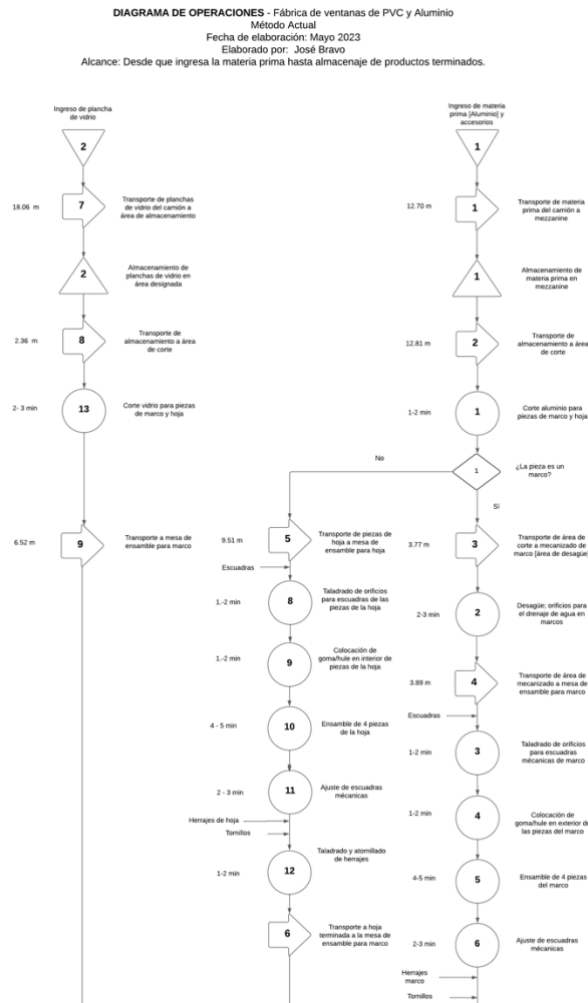 DIAGRAMA DE OPERACIONES - Fábrica de ventanas de PVC y Aluminio
Método Actual
Fecha de elaboración: Mayo 2023
Elaborado por: José Bravo
Alcance: Desde que ingresa la materia prima hasta almacenaje de productos terminados.
Ingreso de plancha
de vidrio
2
18.06 m
7
Transporte de planchas
de vidrio del camión a
área de almacenamiento
2
Almacenamiento de
planchas de vidrio en
área designada
2.36 m
8
Transporte de
almacenamiento a área
de corte
2- 3 min
13
Corte vidrio para piezas
de marco y hoja
6.52 m
9
Transporte a mesa de
ensamble para marco
No
9.51 m
5
Transporte de piezas de
hoja a mesa de
ensamble para hoja
Escuadras
1.-2 min
8
Taladrado de orificios
para escuadras de las
piezas de la hoja
1.-2 min
9
Colocación de
goma/hule en interior de
piezas de la hoja
4 - 5 min
10
Ensamble de 4 piezas
de la hoja
2 - 3 min
11
Ajuste de escuadras
mécanicas
Herrajes de hoja
Tornillos
1-2 min
12
Taladrado y atornillado
de herrajes
6
Transporte a hoja
terminada a la mesa de
ensamble para marco
Ingreso de materia
prima [Aluminio] y
accesorios
1
12.70 m
1
Transporte de materia
prima del camión a
mezzanine
1
Almacenamiento de
materia prima en
mezzanine
12.81 m
2
Transporte de
almacenamiento a área
de corte
1-2 min
1
Corte aluminio para
piezas de marco y hoja
1
¿La pieza es un
marco?
Sí
3.77 m
3
Transporte de área de
corte a mecanizado de
marco [área de desagüe]
2-3 min
2
Desagüe; orificios para
el drenaje de agua en
marcos
3.89 m
4
Transporte de área de
mecanizado a mesa de
ensamble para marco
Escuadras
1-2 min
3
Taladrado de orificios
para escuadras
mécanicas de marco
1-2 min
4
Colocación de
goma/hule en exterior de
las piezas del marco
4-5 min
5
Ensamble de 4 piezas
del marco
2-3 min
6
Ajuste de escuadras
mécanicas
Herrajes
marco
Tornillos